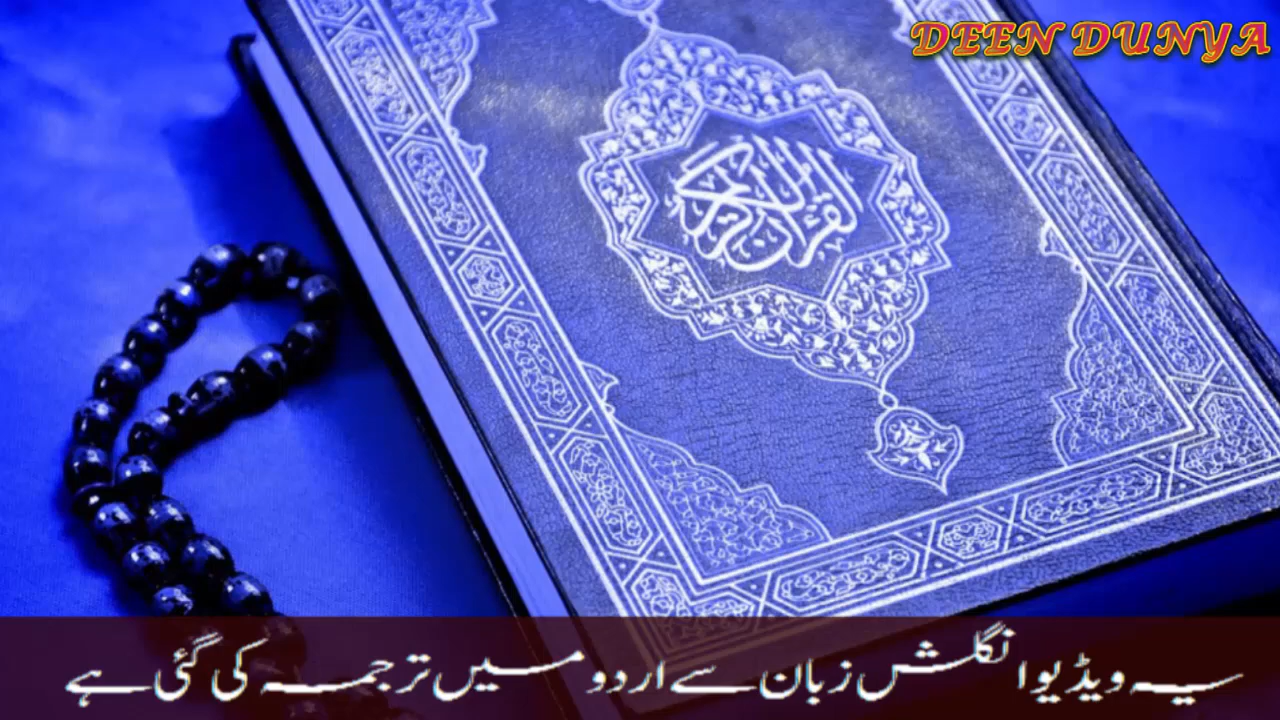 DEEN DUNYA
القرآن الكريم
یہ ویڈیو انگلش زبان سے اردو میں ترجمہ کی گئی ہے